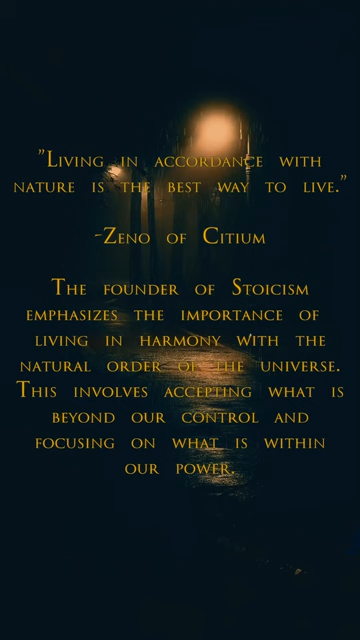 "Living in accordance with
nature is the best way to live."
-Zeno of Citium
The founder of Stoicism
emphasizes the importance of
living in harmony with the
natural order of the universe.
This involves accepting what is
beyond our control and
focusing on what is within
our power.